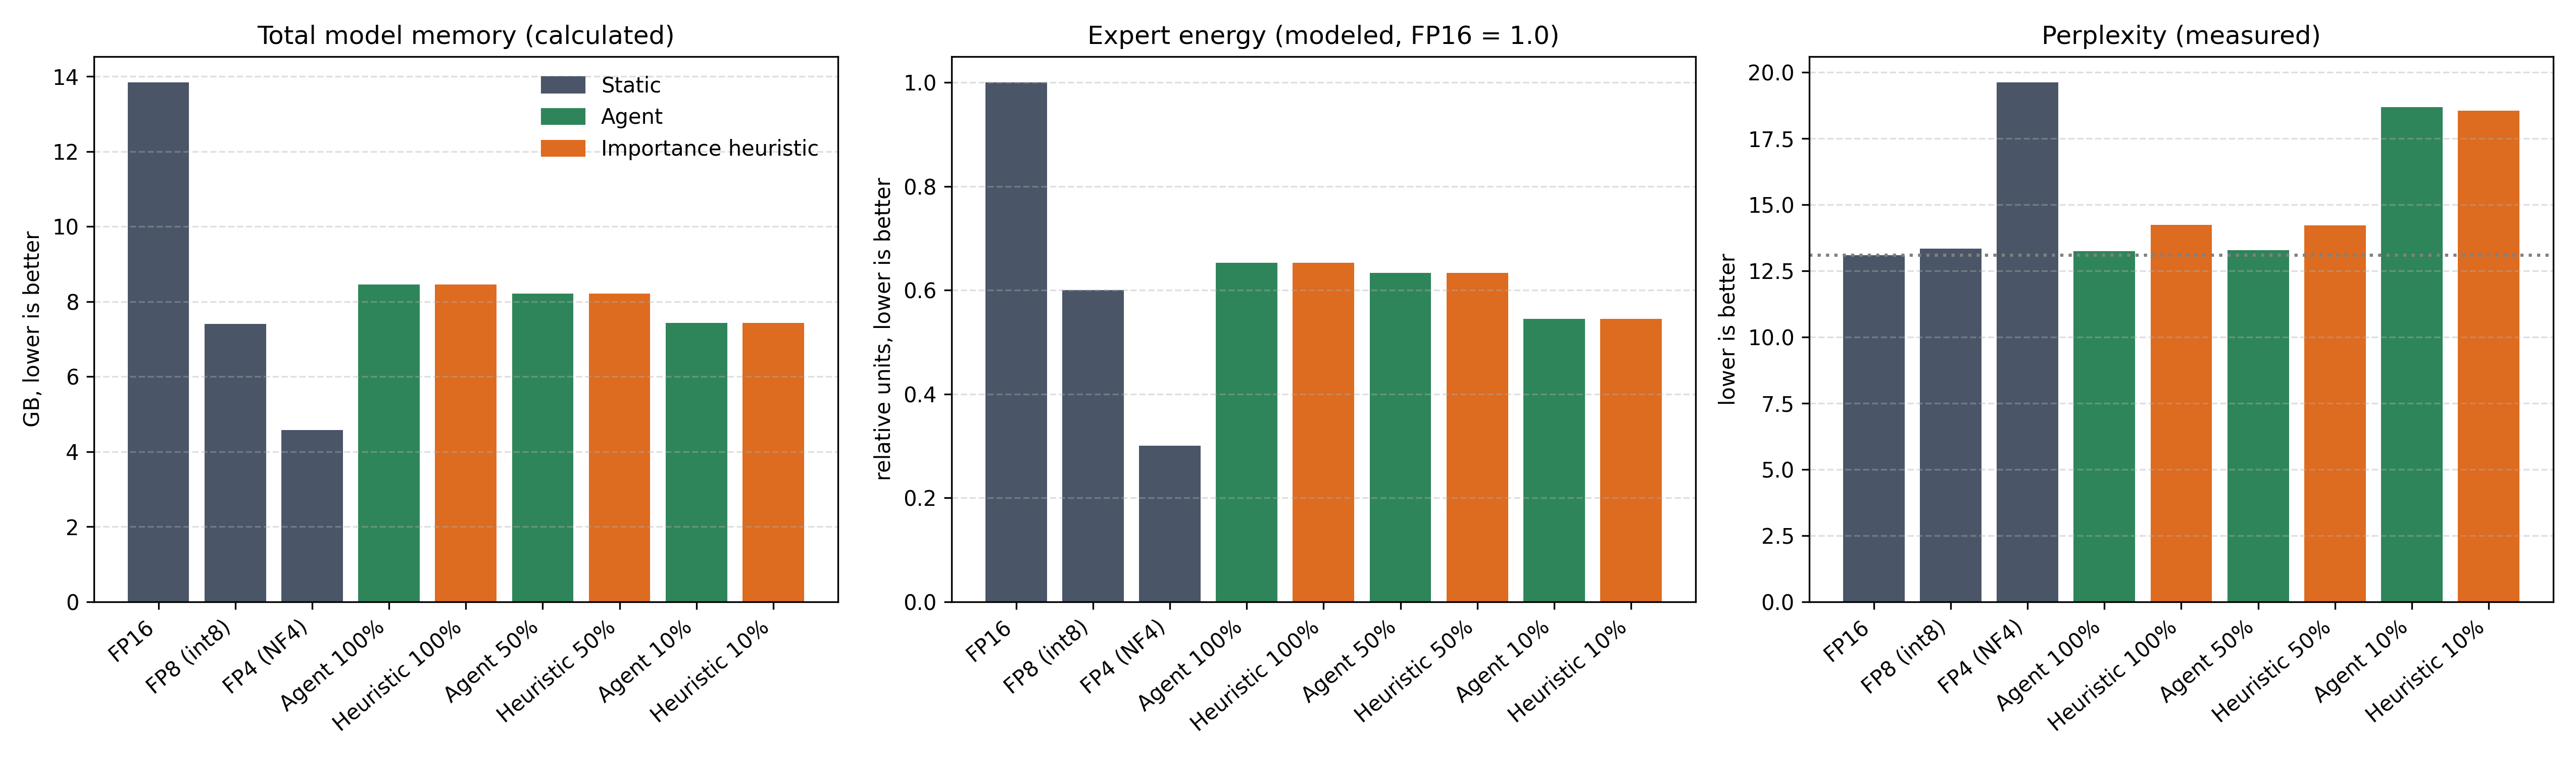 Total model memory (calculated)
GB, lower is better
14
12
10
8
6
4
2
0
Static
Agent
Importance heuristic
FP16
FP8 (int8)
FP4 (NF4)
Agent 100%
Heuristic 100%
Agent 50%
Heuristic 50%
Agent 10%
Heuristic 10%
Expert energy (modeled, FP16 = 1.0)
relative units, lower is better
1.0
0.8
0.6
0.4
0.2
0.0
FP16
FP8 (int8)
FP4 (NF4)
Agent 100%
Heuristic 100%
Agent 50%
Heuristic 50%
Agent 10%
Heuristic 10%
Perplexity (measured)
lower is better
20.0
17.5
15.0
12.5
10.0
7.5
5.0
2.5
0.0
FP16
FP8 (int8)
FP4 (NF4)
Agent 100%
Heuristic 100%
Agent 50%
Heuristic 50%
Agent 10%
Heuristic 10%